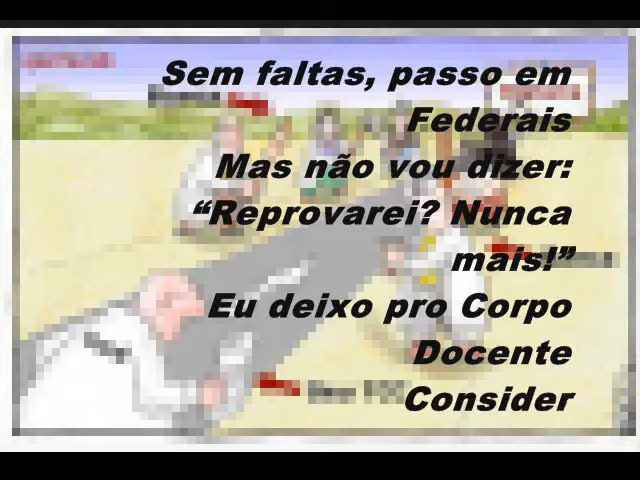 Sem faltas, passo em
Federais
Mas não vou dizer:
“Reprovarei? Nunca
mais!”
Eu deixo pro Corpo
Docente
Consider